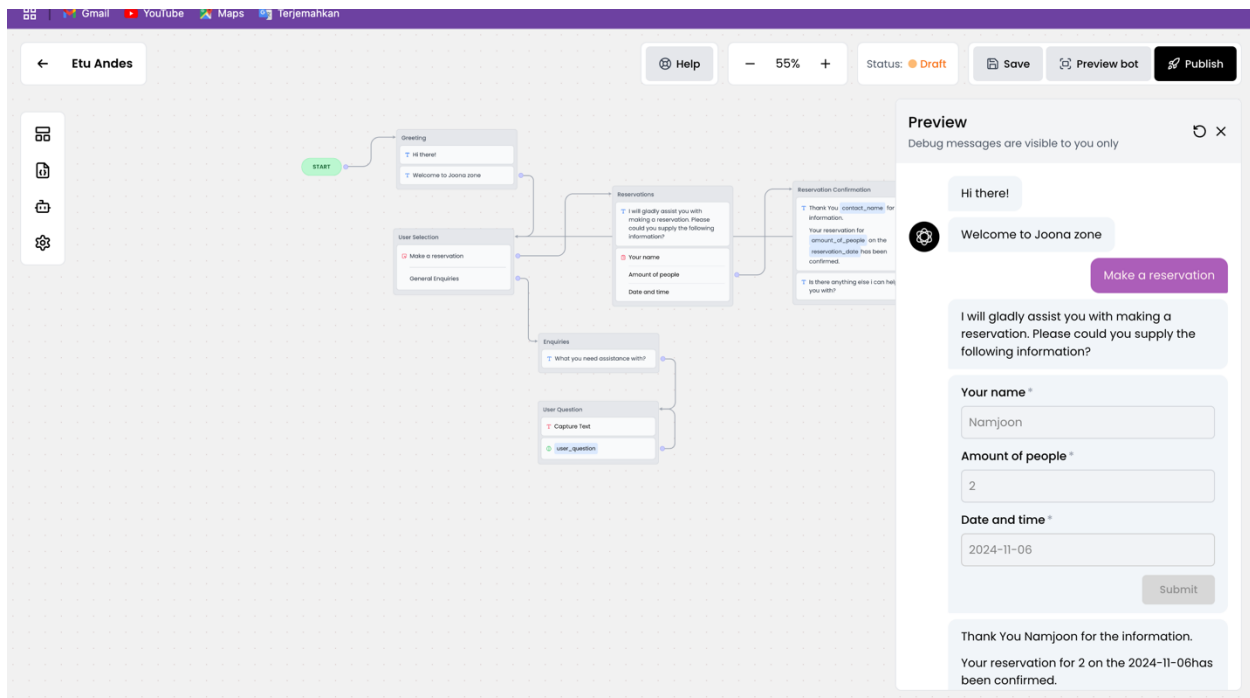 Gmail YouTube Maps Terjemahkan
Etu Andes
Help
55%
Status: Draft
Save
Preview bot
Publish
START
Greeting
Hi there!
Welcome to Joona zone
User Selection
Make a reservation
General Enquiries
Reservations
I will gladly assist you with
making a reservation. Please
could you supply the following
information?
Your name
Amount of people
Date and time
Reservation Confirmation
Thank You contact_name for
information.
Your reservation for
amount_of_people on the
reservation_date has been
confirmed.
Is there anything else i can hel
you with?
Enquiries
What you need assistance with?
User Question
Capture Text
user_question
Preview
Debug messages are visible to you only
Hi there!
Welcome to Joona zone
Make a reservation
I will gladly assist you with making a
reservation. Please could you supply the
following information?
Your name *
Namjoon
Amount of people *
2
Date and time *
2024-11-06
Submit
Thank You Namjoon for the information.
Your reservation for 2 on the 2024-11-06has
been confirmed.